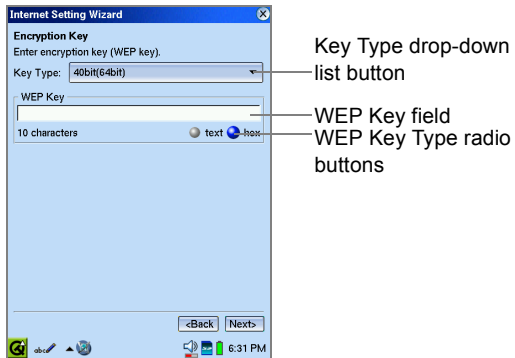 Internet Setting Wizard
Encryption Key
Enter encryption key (WEP key).
Key Type: 40bit(64bit)
WEP Key
10 characters text hex
<Back Next>
abc 6:31 PM
Key Type drop-down
list button
WEP Key field
WEP Key Type radio
buttons